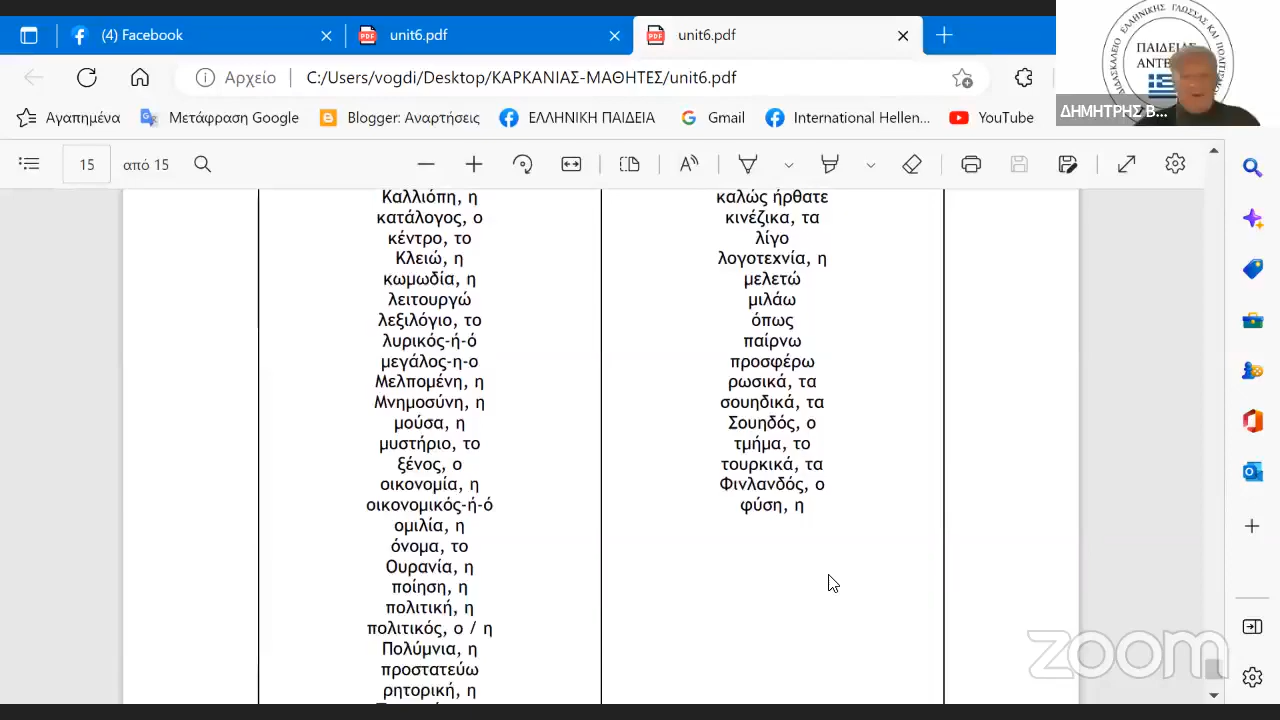 (4) Facebook
unit6.pdf
unit6.pdf
Αρχείο
C:/Users/vogdi/Desktop/ΚΑΡΚΑΝΙΑΣ-ΜΑΘΗΤΕΣ/unit6.pdf
Αγαπημένα
Μετάφραση Google
Blogger: Αναρτήσεις
ΕΛΛΗΝΙΚΗ ΠΑΙΔΕΙΑ
Gmail
International Hellen...
YouTube
ΕΛΛΗΝΙΚΗΣ ΓΛΩΣΣΑΣ ΚΑΙ
ΠΑΙΔΕΙΑΣ
ΔΗΜΗΤΡΗΣ Β...
15
από 15
Καλλιόπη, η
κατάλογος, ο
κέντρο, το
Κλειώ, η
κωμωδία, η
λειτουργώ
λεξιλόγιο, το
λυρικός-ή-ό
μεγάλος-η-ο
Μελπομένη, η
Μνημοσύνη, η
μούσα, η
μυστήριο, το
ξένος, ο
οικονομία, η
οικονομικός-ή-ό
ομιλία, η
όνομα, το
Ουρανία, η
ποίηση, η
πολιτική, η
πολιτικός, ο / η
Πολύμνια, η
προστατεύω
ρητορική, η
καλώς ήρθατε
κινέζικα, τα
λίγο
λογοτεχνία, η
μελετώ
μιλάω
όπως
παίρνω
προσφέρω
ρωσικά, τα
σουηδικά, τα
Σουηδός, ο
τμήμα, το
τουρκικά, τα
Φινλανδός, ο
φύση, η
zoom